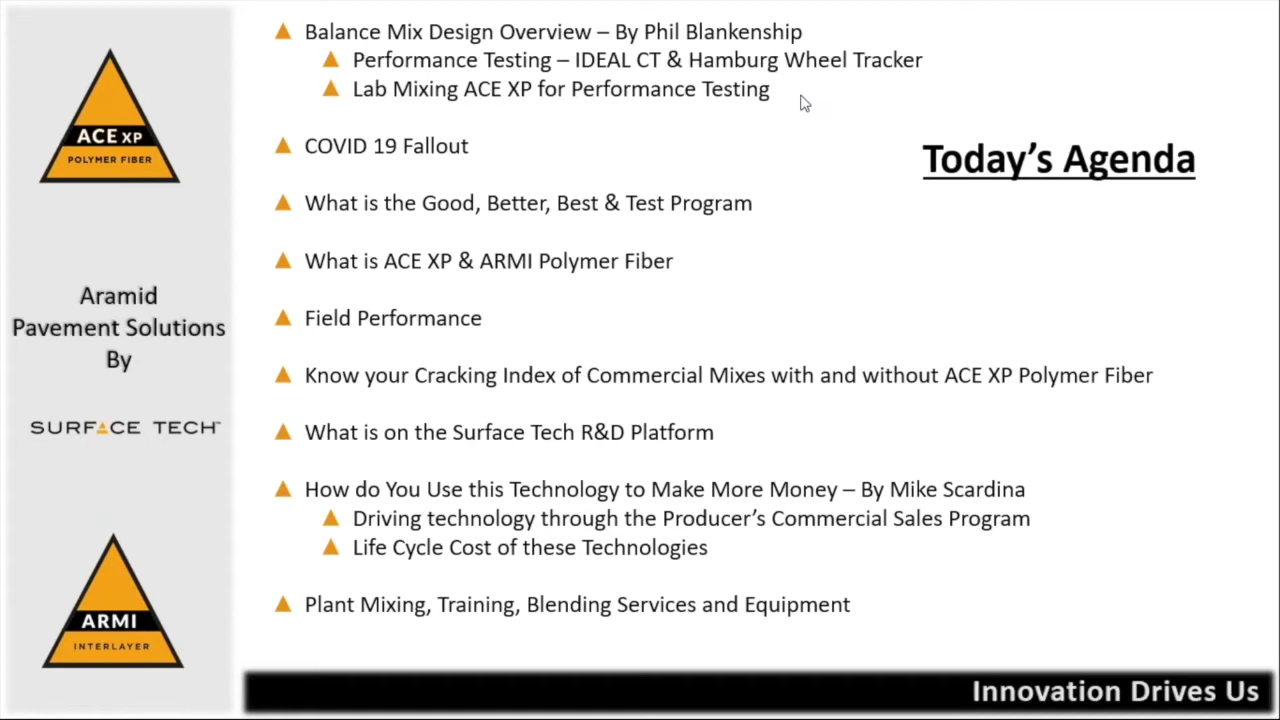 Balance Mix Design Overview – By Phil Blankenship
Performance Testing – IDEAL CT & Hamburg Wheel Tracker
Lab Mixing ACE XP for Performance Testing
COVID 19 Fallout
Today's Agenda
What is the Good, Better, Best & Test Program
What is ACE XP & ARMI Polymer Fiber
Field Performance
Know your Cracking Index of Commercial Mixes with and without ACE XP Polymer Fiber
What is on the Surface Tech R&D Platform
How do You Use this Technology to Make More Money – By Mike Scardina
Driving technology through the Producer's Commercial Sales Program
Life Cycle Cost of these Technologies
Plant Mixing, Training, Blending Services and Equipment
ACE XP
POLYMER FIBER
Aramid
Pavement Solutions
By
SURFACE TECH™
ARMI
INTERLAYER
Innovation Drives Us